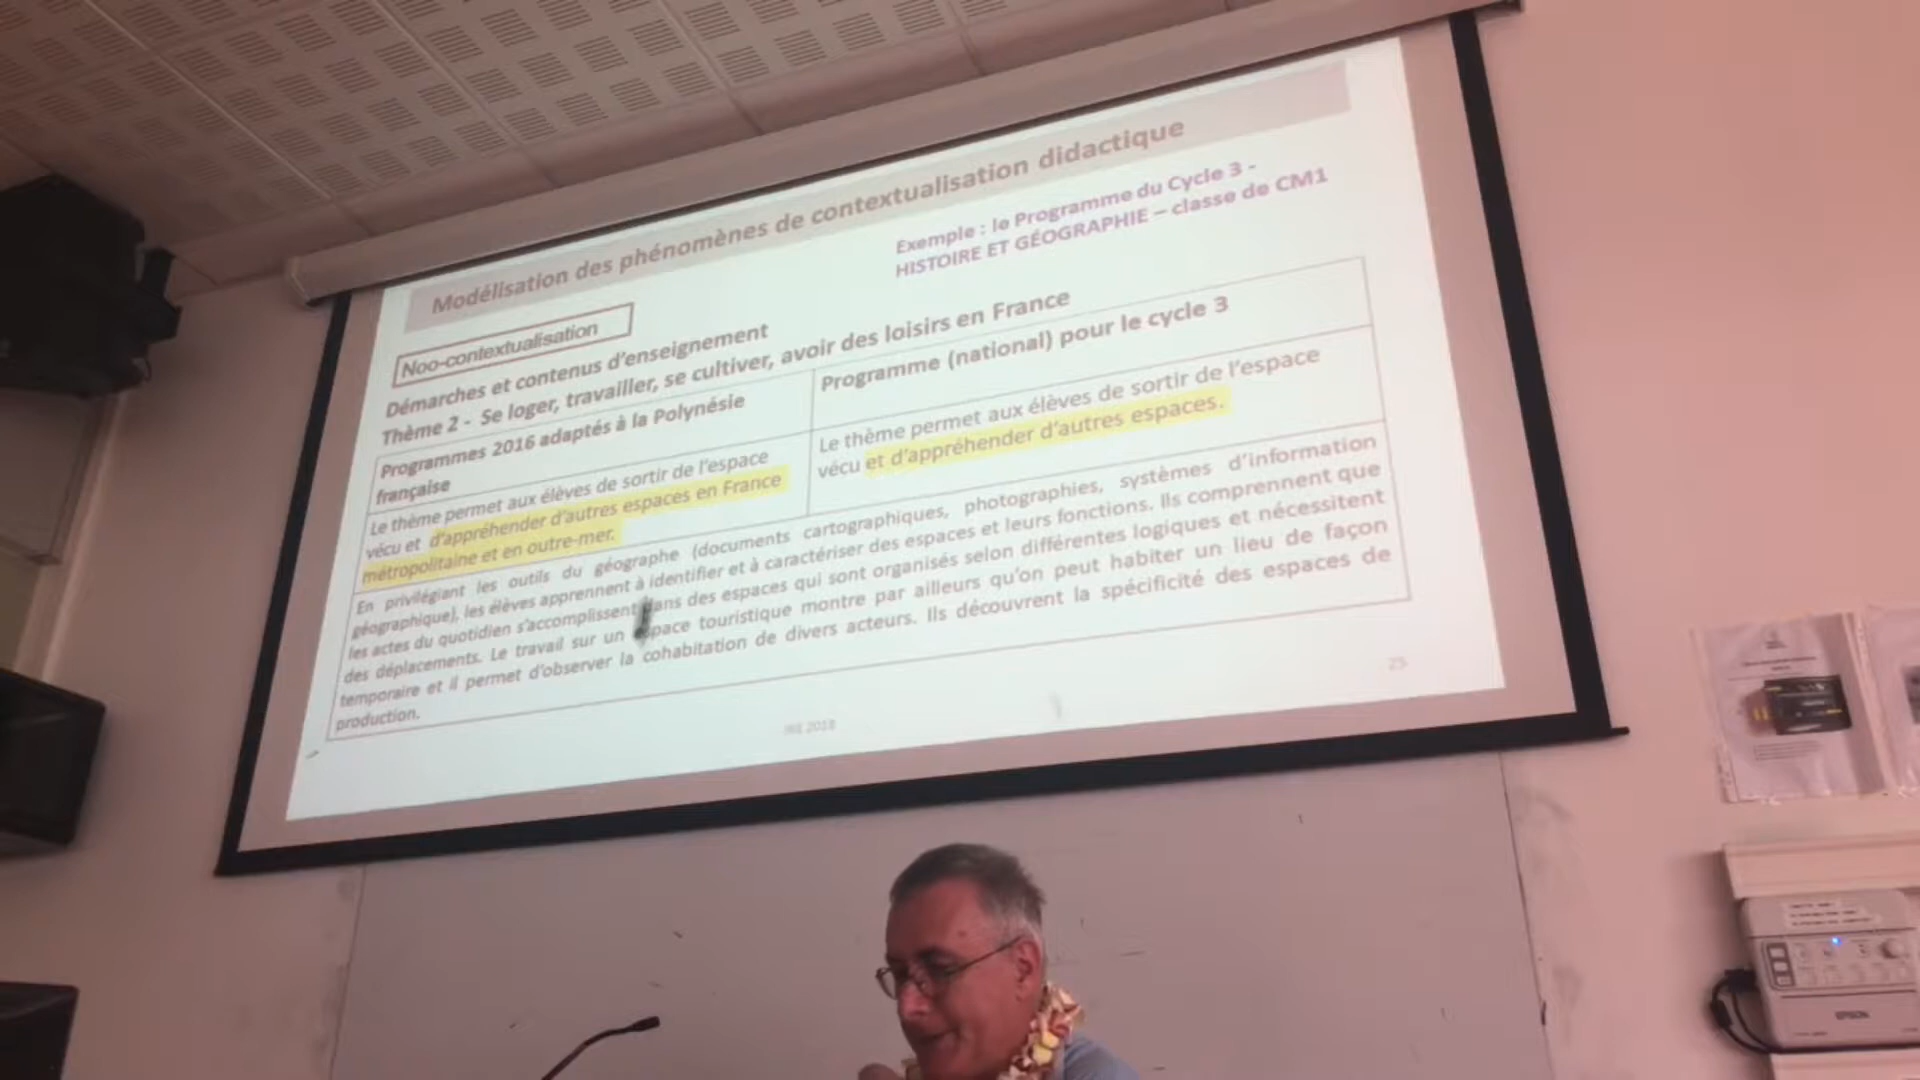 Modélisation des phénomènes de contextualisation didactique
Exemple : le Programme du Cycle 3 -
HISTOIRE ET GÉOGRAPHIE – classe de CM1
Noo-contextualisation
Démarches et contenus d'enseignement
Thème 2 - Se loger, travailler, se cultiver, avoir des loisirs en France
Programmes 2016 adaptés à la Polynésie
française
Programme (national) pour le cycle 3
Le thème permet aux élèves de sortir de l'espace
vécu et d'appréhender d'autres espaces en France
métropolitaine et en outre-mer.
Le thème permet aux élèves de sortir de l'espace
vécu et d'appréhender d'autres espaces.
En privilégiant les outils du géographe (documents cartographiques, photographies, systèmes d'information
géographique), les élèves apprennent à identifier et à caractériser des espaces et leurs fonctions. Ils comprennent que
les actes du quotidien s'accomplissent dans des espaces qui sont organisés selon différentes logiques et nécessitent
des déplacements. Le travail sur un espace touristique montre par ailleurs qu'on peut habiter un lieu de façon
temporaire et il permet d'observer la cohabitation de divers acteurs. Ils découvrent la spécificité des espaces de
production.
2018
25
EPSON